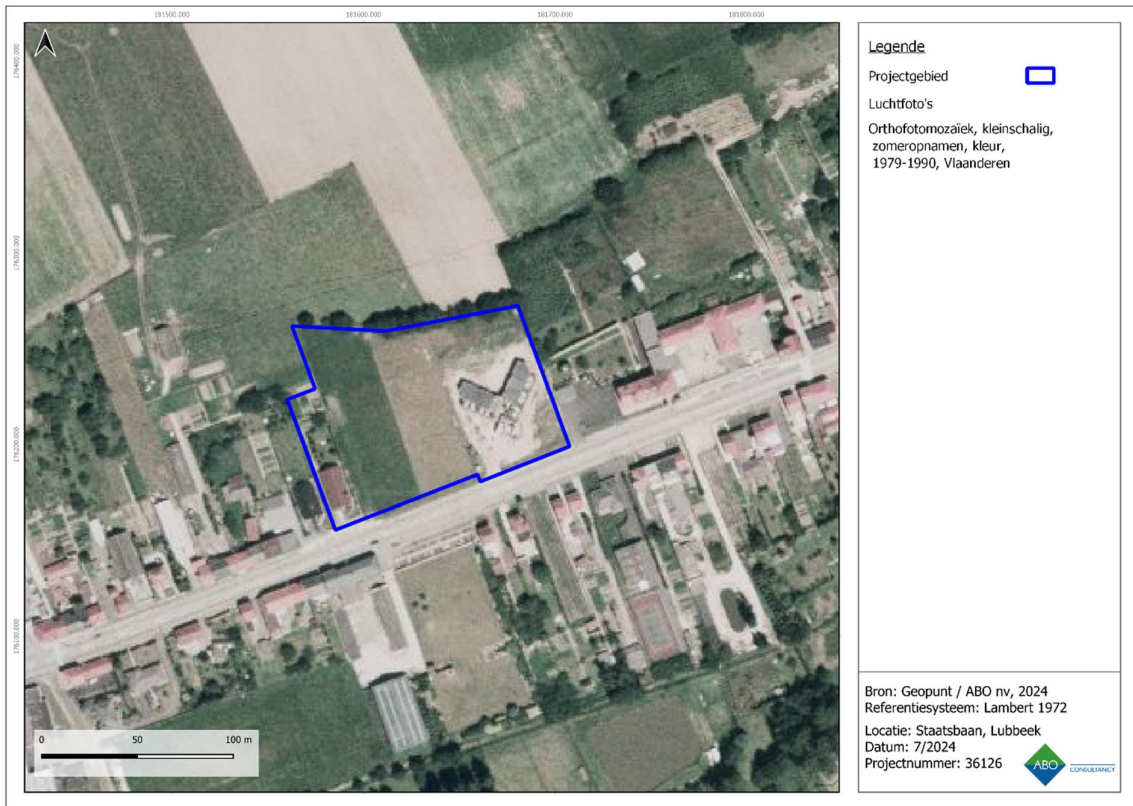 181500.000
181600.000
181700.000
181800.000
176400.000
176300.000
176200.000
176100.000
0 50 100 m
Legende
Projectgebied
Luchtfoto's
Orthofotomozaïek, kleinschalig,
zomeropnamen, kleur,
1979-1990, Vlaanderen
Bron: Geopunt / ABO nv, 2024
Referentiesysteem: Lambert 1972
Locatie: Staatsbaan, Lubbeek
Datum: 7/2024
Projectnummer: 36126
ABO CONSULTANCY